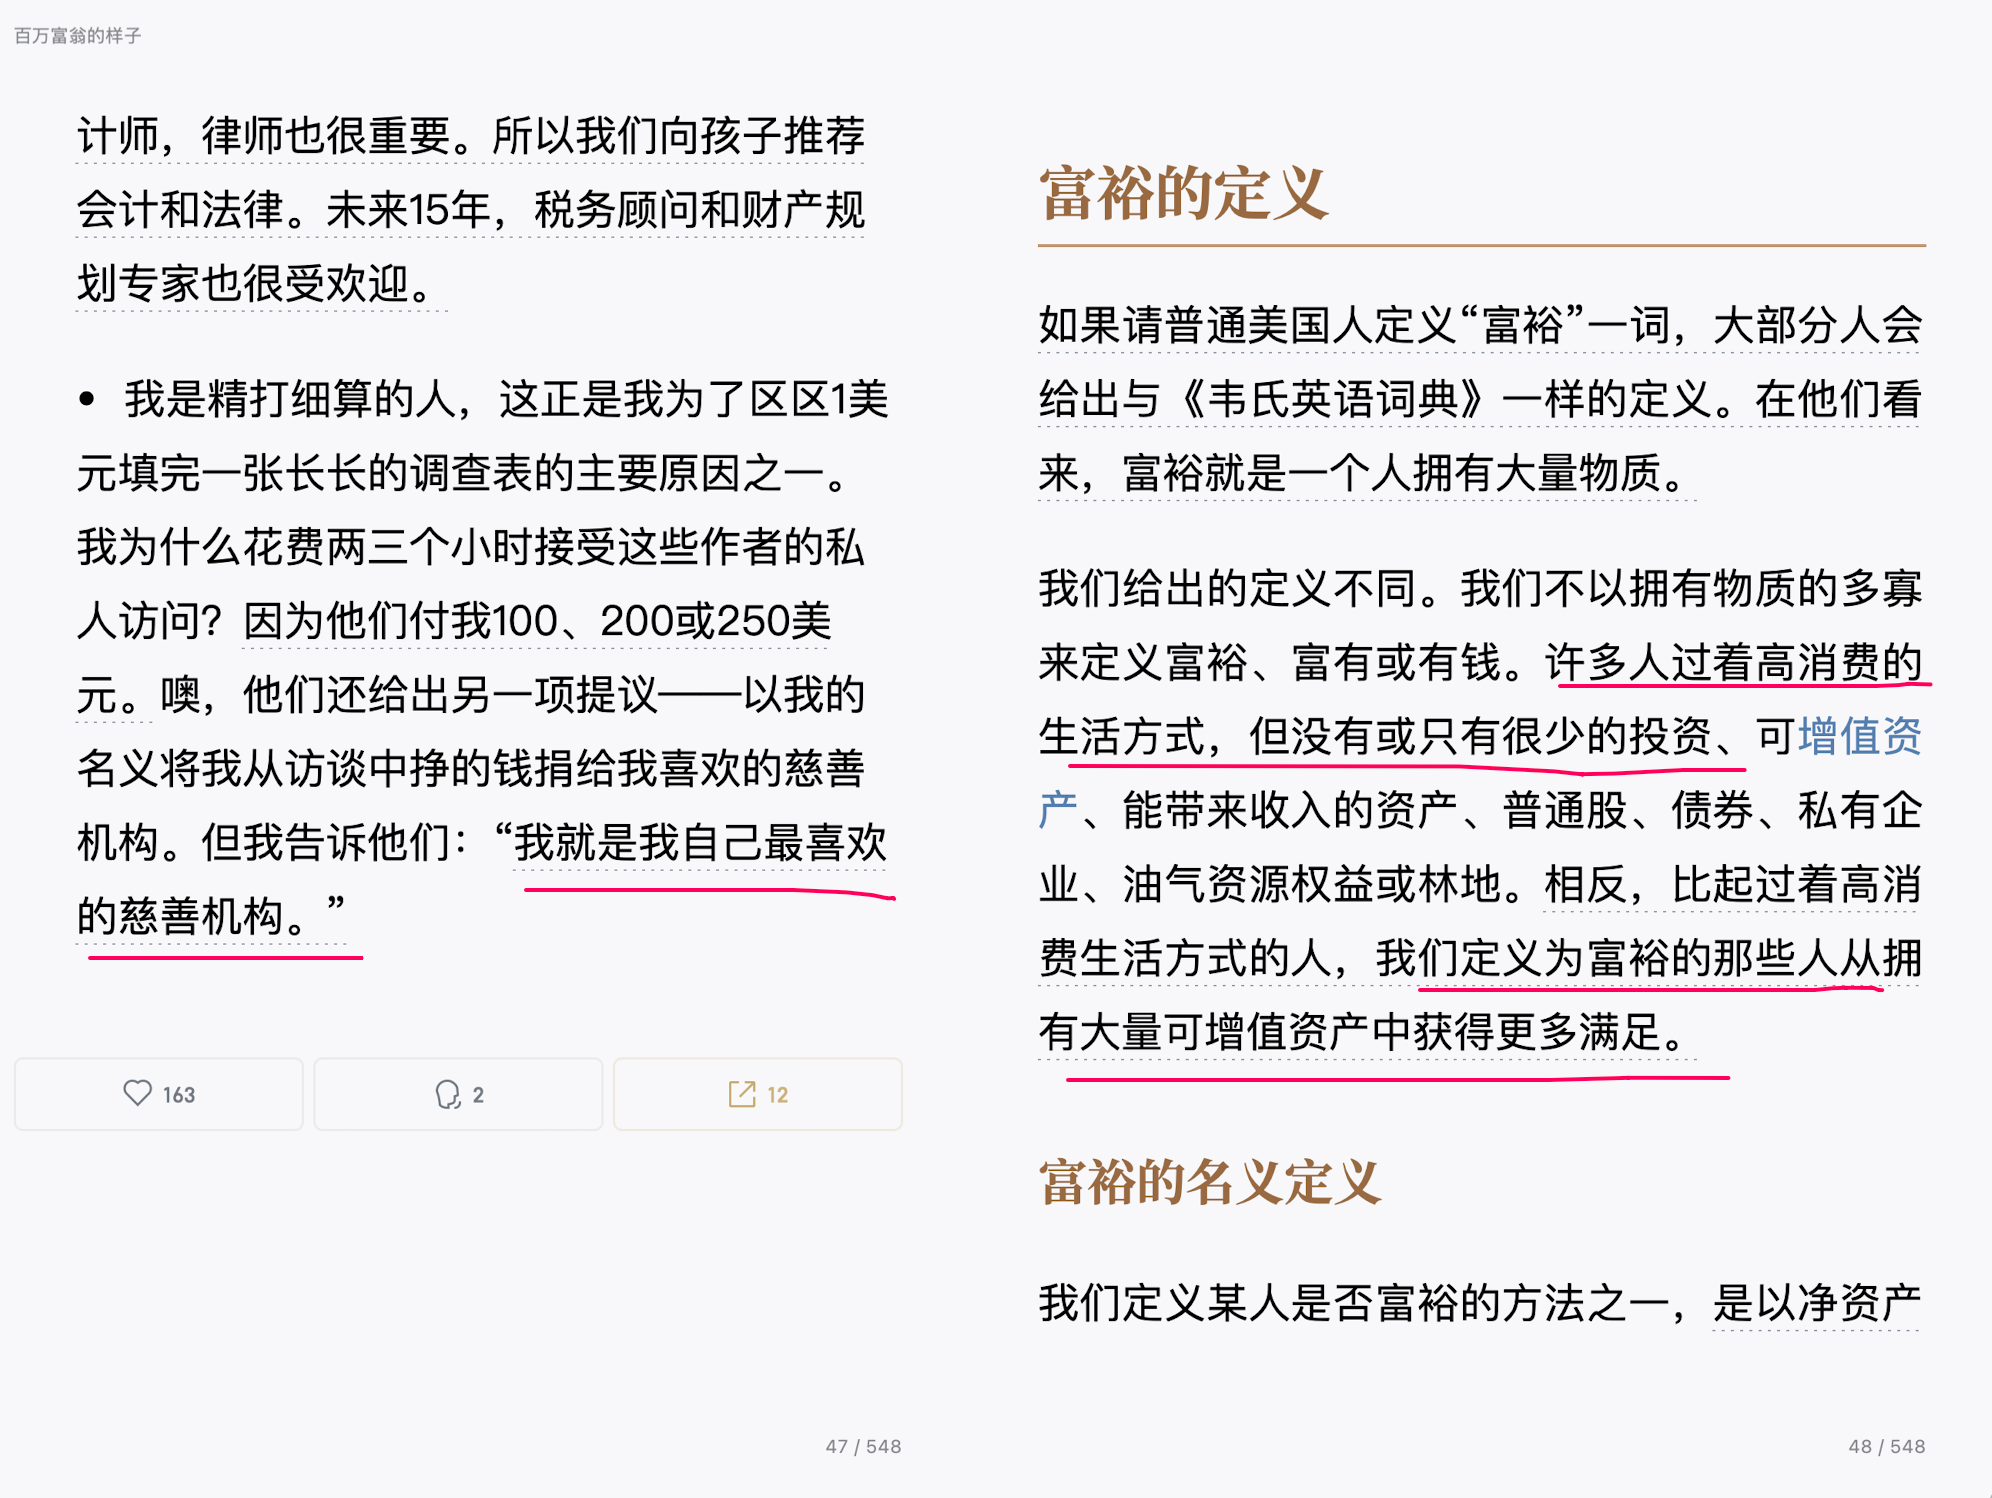 百万富翁的样子
计师，律师也很重要。所以我们向孩子推荐
会计和法律。未来15年，税务顾问和财产规
划专家也很受欢迎。
• 我是精打细算的人，这正是我为了区区1美
元填完一张长长的调查表的主要原因之一。
我为什么花费两三个小时接受这些作者的私
人访问？因为他们付我100、200或250美
元。噢，他们还给出另一项提议——以我的
名义将我从访谈中挣的钱捐给我喜欢的慈善
机构。但我告诉他们：“我就是我自己最喜欢
的慈善机构。”
163
2
12
47 / 548
富裕的定义
如果请普通美国人定义“富裕”一词，大部分人会
给出与《韦氏英语词典》一样的定义。在他们看
来，富裕就是一个人拥有大量物质。
我们给出的定义不同。我们不以拥有物质的多寡
来定义富裕、富有或有钱。许多人过着高消费的
生活方式，但没有或只有很少的投资、可增值资
产、能带来收入的资产、普通股、债券、私有企
业、油气资源权益或林地。相反，比起过着高消
费生活方式的人，我们定义为富裕的那些人从拥
有大量可增值资产中获得更多满足。
富裕的名义定义
我们定义某人是否富裕的方法之一，是以净资产
48 / 548